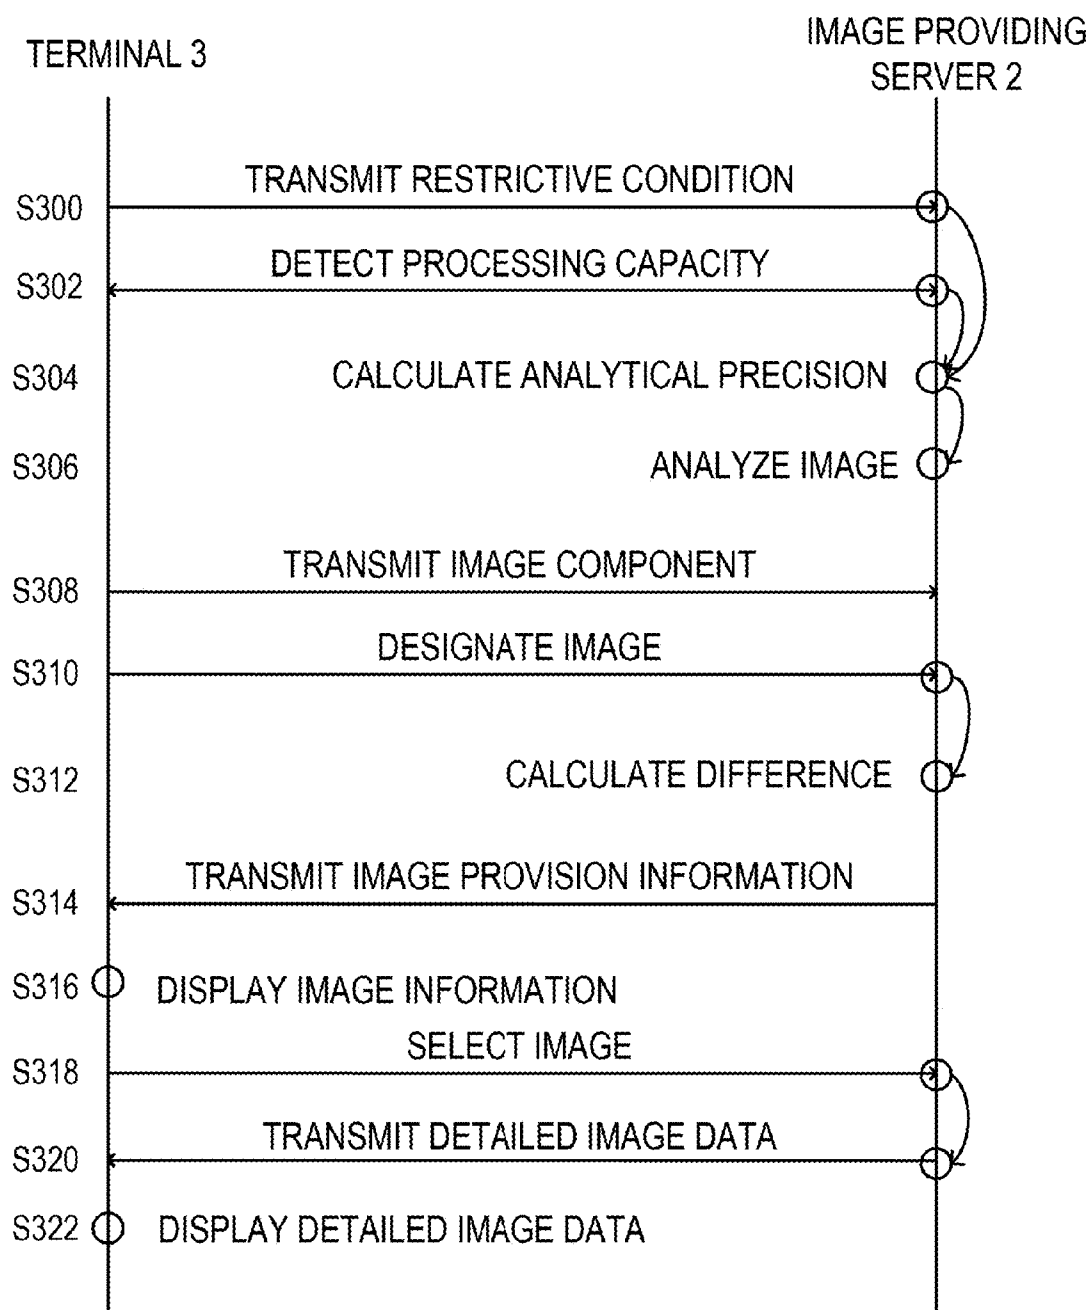 TERMINAL 3
IMAGE PROVIDING
SERVER 2
S300
TRANSMIT RESTRICTIVE CONDITION
S302
DETECT PROCESSING CAPACITY
S304
CALCULATE ANALYTICAL PRECISION
S306
ANALYZE IMAGE
S308
TRANSMIT IMAGE COMPONENT
S310
DESIGNATE IMAGE
S312
CALCULATE DIFFERENCE
S314
TRANSMIT IMAGE PROVISION INFORMATION
S316
DISPLAY IMAGE INFORMATION
S318
SELECT IMAGE
S320
TRANSMIT DETAILED IMAGE DATA
S322
DISPLAY DETAILED IMAGE DATA